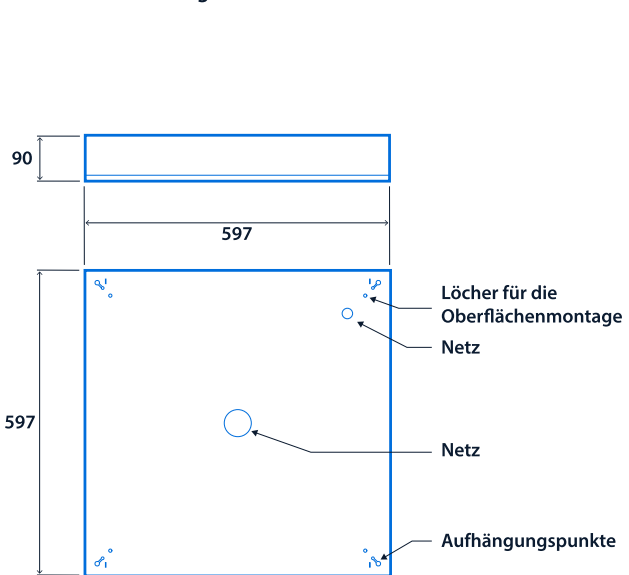 90
597
Löcher für die
Oberflächenmontage
Netz
597
Netz
Aufhängungspunkte